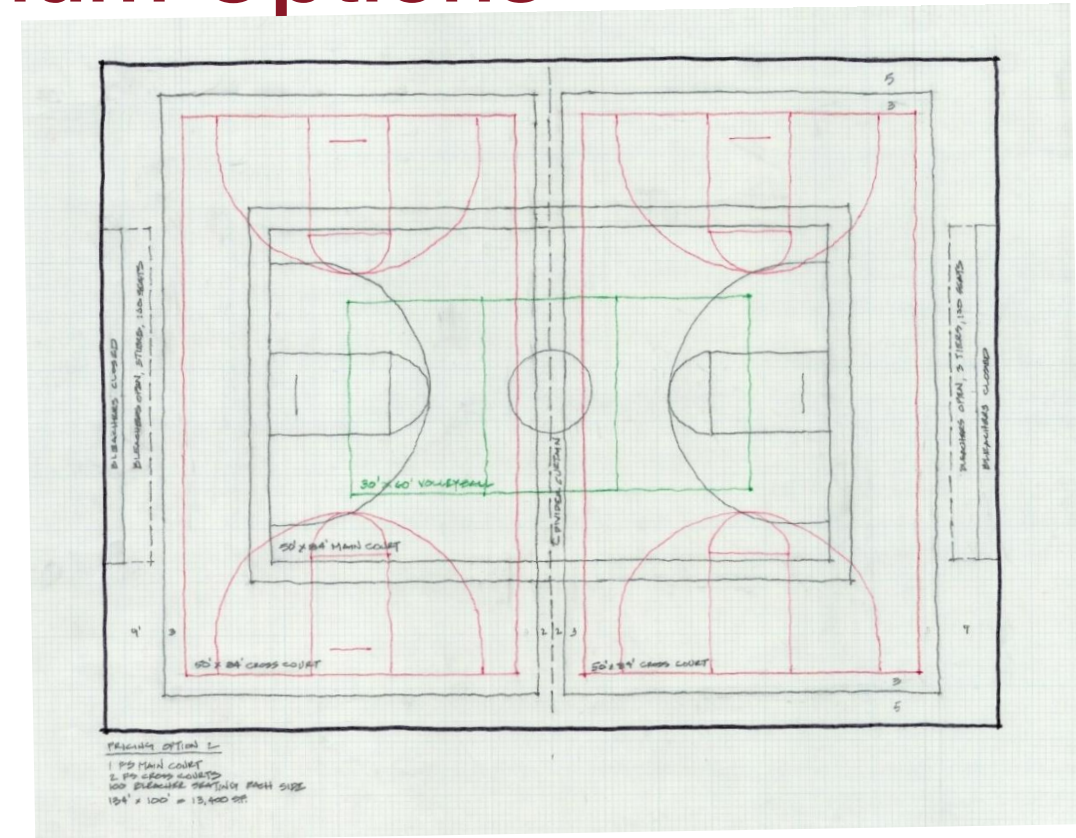 5
3
BLEACHERS CLOSED
BLEACHERS OPEN, 3 TIERS, 100 SEATS
BLEACHERS OPEN, 3 TIERS, 100 SEATS
BLEACHERS CLOSED
30' x 60' VOLLEYBALL
DIVIDER CURTAIN
50' x 84' MAIN COURT
9' 3 2 2 3 9
50' x 84' CROSS COURT
50' x 84' CROSS COURT
3
5
PRICING OPTION 2
1 PS MAIN COURT
2 PS CROSS COURTS
100 BLEACHER SEATING EACH SIDE
134' x 100' = 13,400 SF.